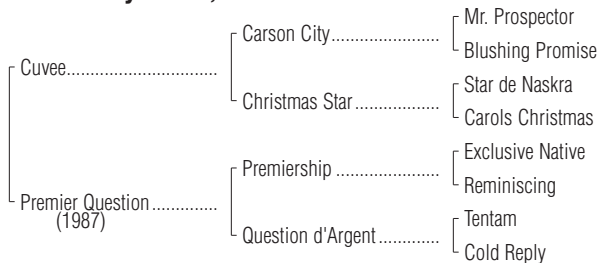 Mr. Prospector
Carson City
Blushing Promise
Cuvee
Star de Naskra
Christmas Star
Carols Christmas
Exclusive Native
Premiership
Reminiscing
Premier Question
(1987)
Tentam
Question d'Argent
Cold Reply